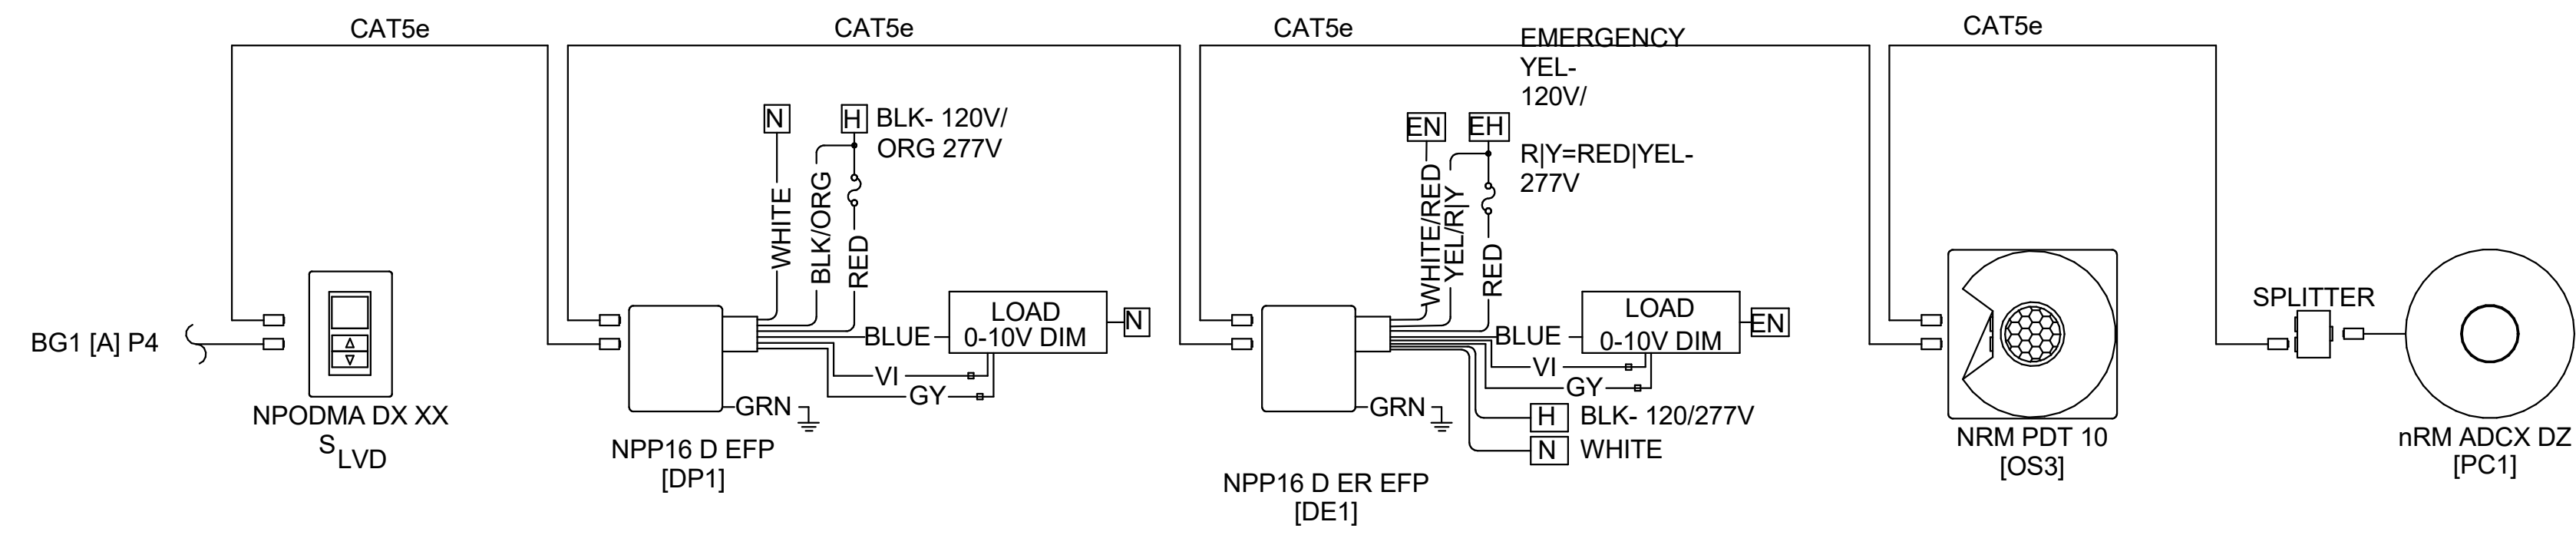 CAT5e
CAT5e
CAT5e
CAT5e
BG1 [A] P4
NPODMA DX XX
S
LVD
N
H
BLK- 120V/
ORG 277V
WHITE
BLK/ORG
RED
BLUE
LOAD
0-10V DIM
N
VI
GY
GRN
NPP16 D EFP
[DP1]
EMERGENCY
YEL-
120V/
R|Y=RED|YEL-
277V
EN
EH
WHITE/RED
YEL/R|Y
RED
BLUE
LOAD
0-10V DIM
EN
VI
GY
GRN
H
BLK- 120/277V
N
WHITE
NPP16 D ER EFP
[DE1]
NRM PDT 10
[OS3]
SPLITTER
nRM ADCX DZ
[PC1]